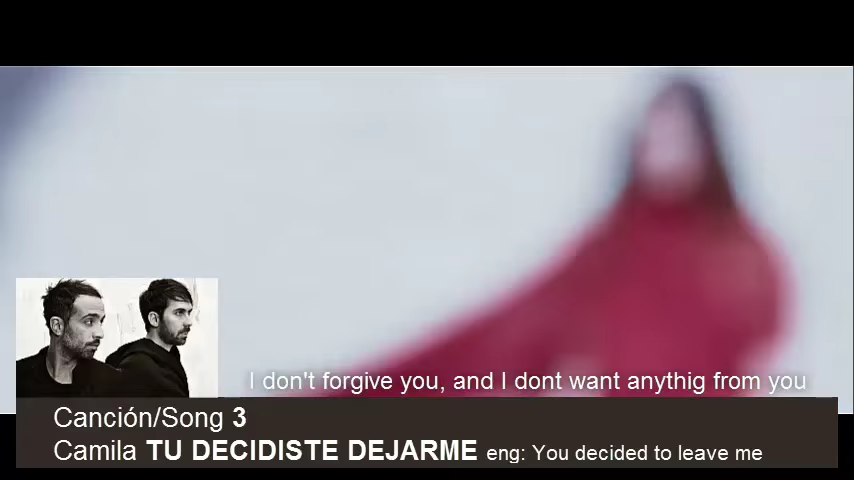 I don't forgive you, and I dont want anythig from you
Canción/Song 3
Camila TU DECIDISTE DEJARME eng: You decided to leave me